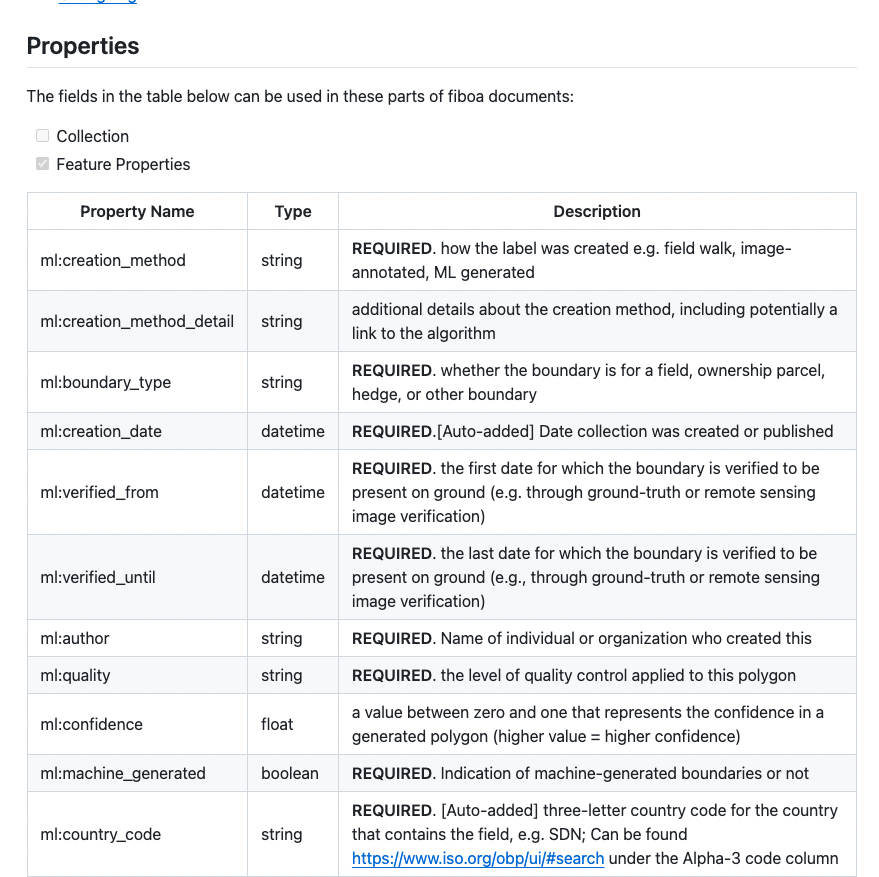 Properties
The fields in the table below can be used in these parts of fiboa documents:
Collection
Feature Properties
Property Name Type Description
ml:creation_method string REQUIRED. how the label was created e.g. field walk, image-
annotated, ML generated
ml:creation_method_detail string additional details about the creation method, including potentially a
link to the algorithm
ml:boundary_type string REQUIRED. whether the boundary is for a field, ownership parcel,
hedge, or other boundary
ml:creation_date datetime REQUIRED.[Auto-added] Date collection was created or published
ml:verified_from datetime REQUIRED. the first date for which the boundary is verified to be
present on ground (e.g. through ground-truth or remote sensing
image verification)
ml:verified_until datetime REQUIRED. the last date for which the boundary is verified to be
present on ground (e.g., through ground-truth or remote sensing
image verification)
ml:author string REQUIRED. Name of individual or organization who created this
ml:quality string REQUIRED. the level of quality control applied to this polygon
ml:confidence float a value between zero and one that represents the confidence in a
generated polygon (higher value = higher confidence)
ml:machine_generated boolean REQUIRED. Indication of machine-generated boundaries or not
ml:country_code string REQUIRED. [Auto-added] three-letter country code for the country
that contains the field, e.g. SDN; Can be found
https://www.iso.org/obp/ui/#search under the Alpha-3 code column